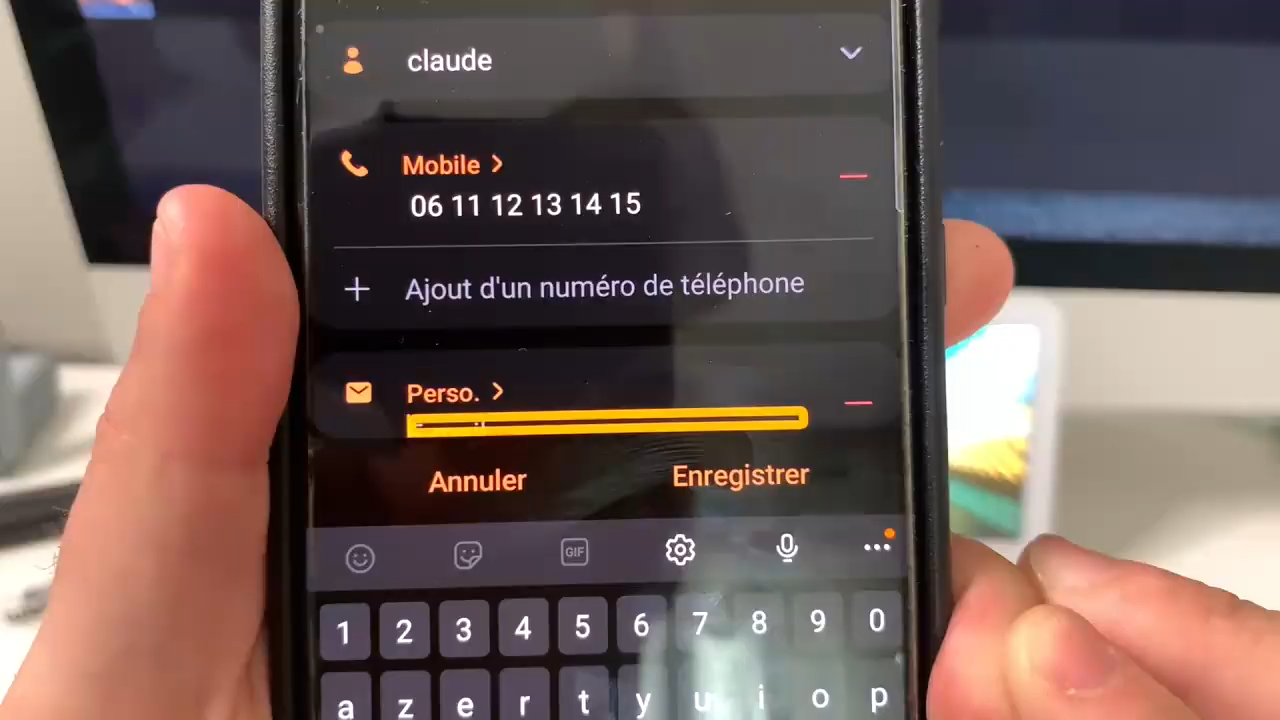 claude
Mobile >
06 11 12 13 14 15
+ Ajout d'un numéro de téléphone
Perso. >
Annuler Enregistrer
GIF
1 2 3 4 5 6 7 8 9 0
a z e r t y u i o p